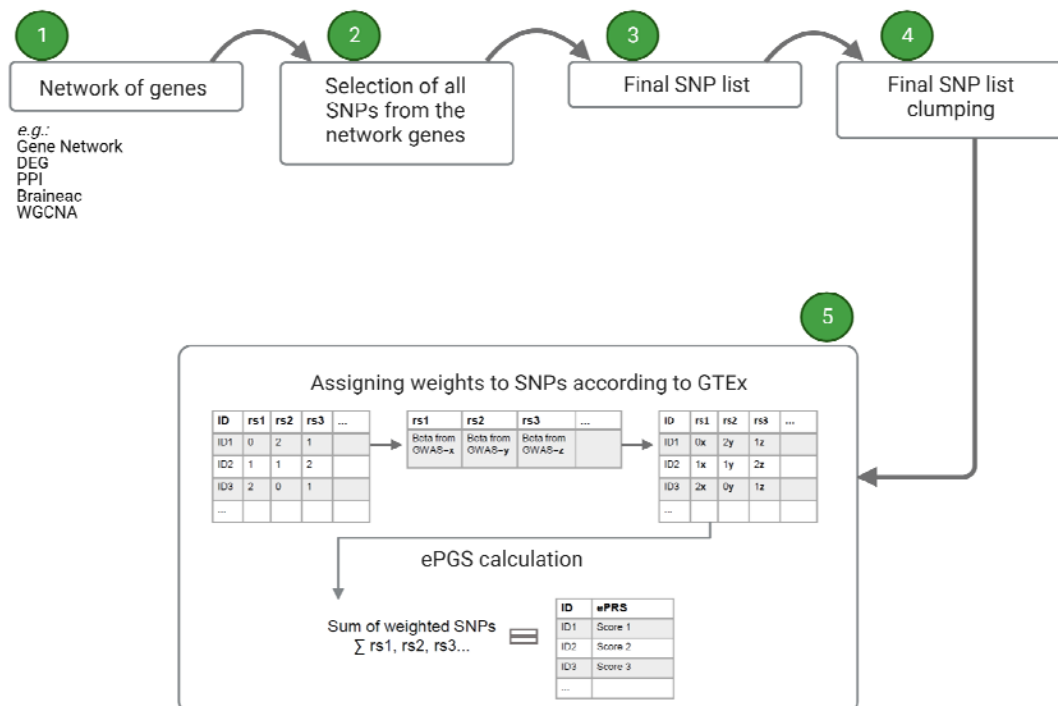 1
2
3
4
Network of genes
Selection of all
SNPs from the
network genes
Final SNP list
Final SNP list
clumping
e.g.:
Gene Network
DEG
PPI
Braineac
WGCNA
5
Assigning weights to SNPs according to GTEx
ID rs1 rs2 rs3 ...
ID1 0 2 1
ID2 1 1 2
ID3 2 0 1
...
rs1 rs2 rs3 ...
Beta from Beta from Beta from
GWAS–x GWAS–y GWAS–z
ID rs1 rs2 rs3 ...
ID1 0x 2y 1z
ID2 1x 1y 2z
ID3 2x 0y 1z
...
ePGS calculation
Sum of weighted SNPs
∑ rs1, rs2, rs3...
ID ePRS
ID1 Score 1
ID2 Score 2
ID3 Score 3
...